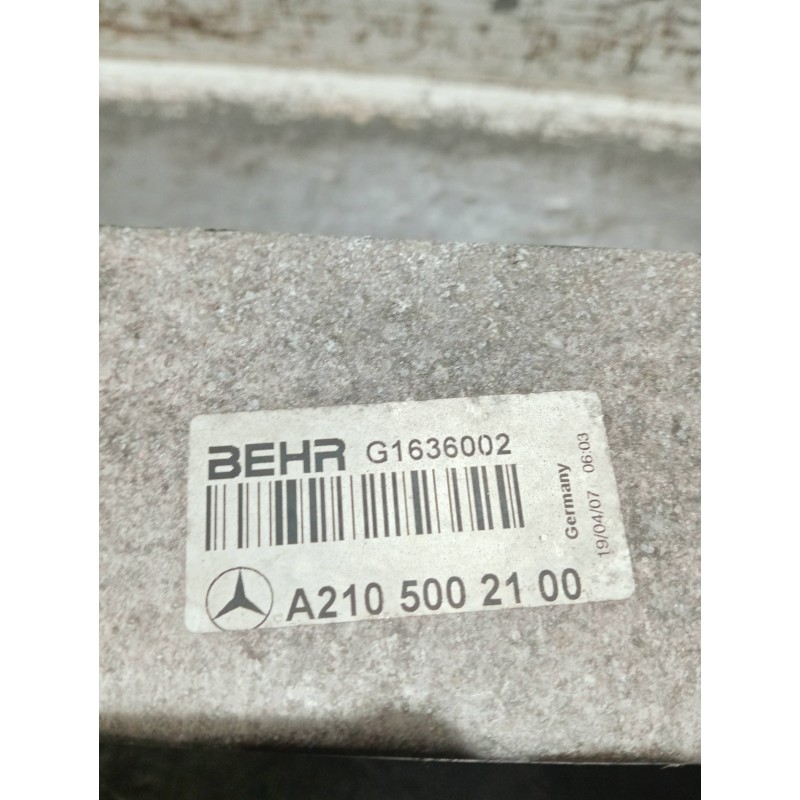 BEHR G1636002
A210 500 21 00
Germany
19/04/07 06:03